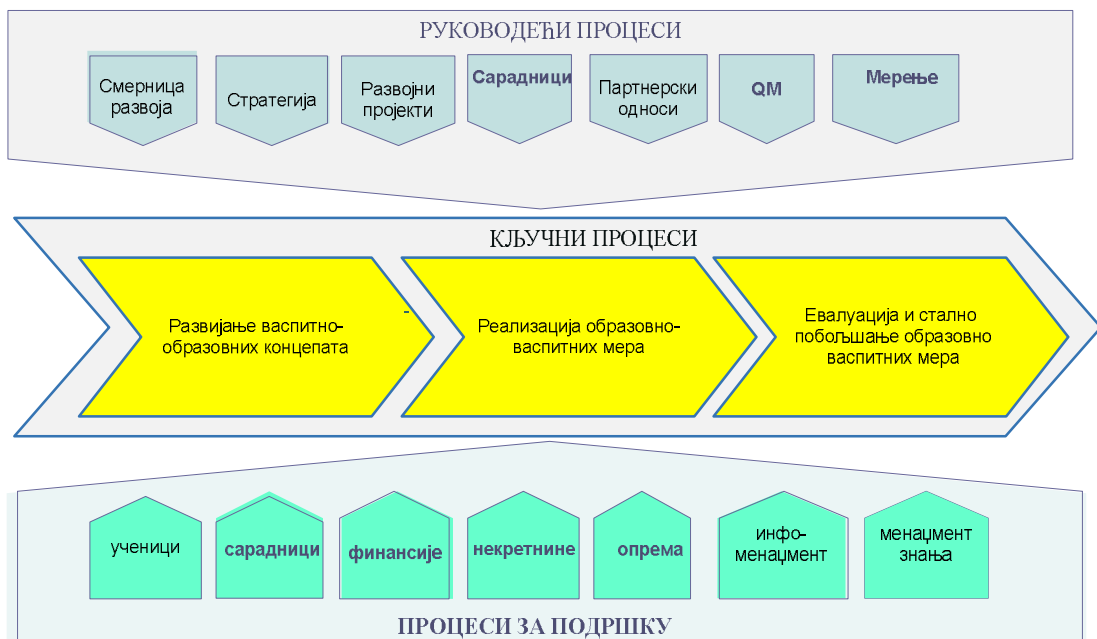 РУКОВОДЕЋИ ПРОЦЕСИ
Смерница
развоја
Стратегија
Развојни
пројекти
Сарадници
Партнерски
односи
QM
Мерење
КЉУЧНИ ПРОЦЕСИ
Развијање васпитно-
образовних концепата
-
Реализација образовно-
васпитних мера
Евалуација и стално
побољшање образовно
васпитних мера
ученици
сарадници
финансије
некретнине
опрема
инфо-
менаџмент
менаџмент
знања
ПРОЦЕСИ ЗА ПОДРШКУ